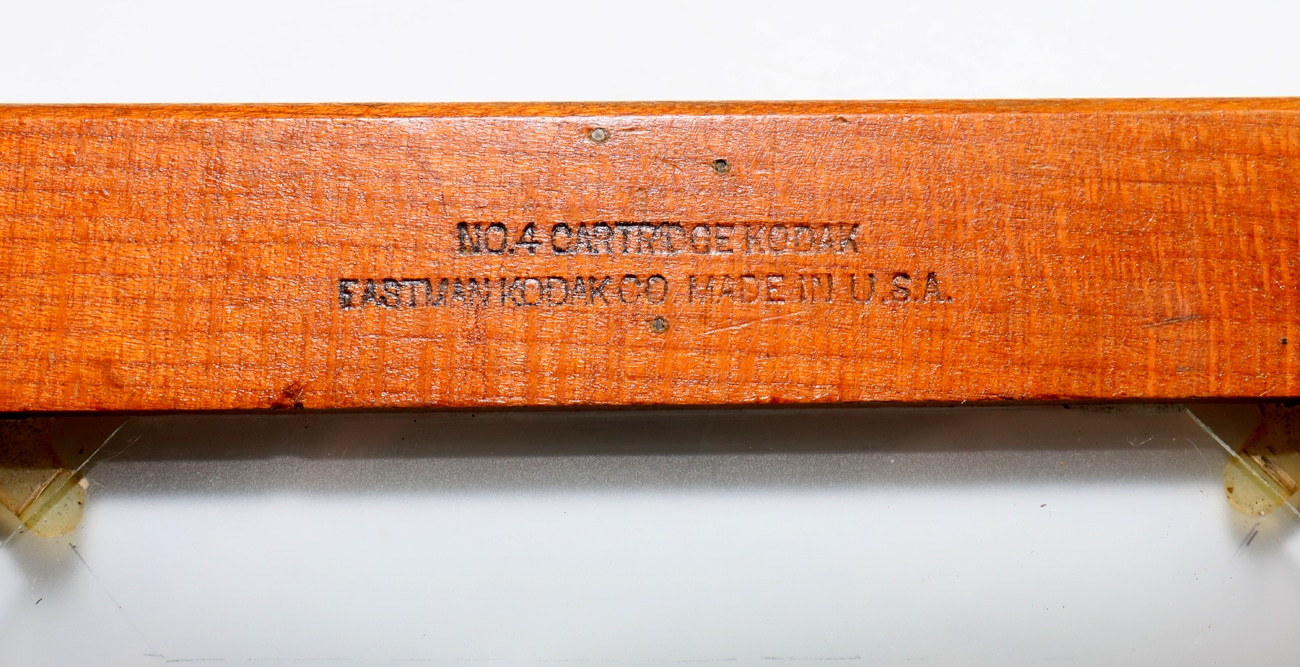 NO.4 CARTRIDGE KODAK
EASTMAN KODAK CO. MADE IN U.S.A.